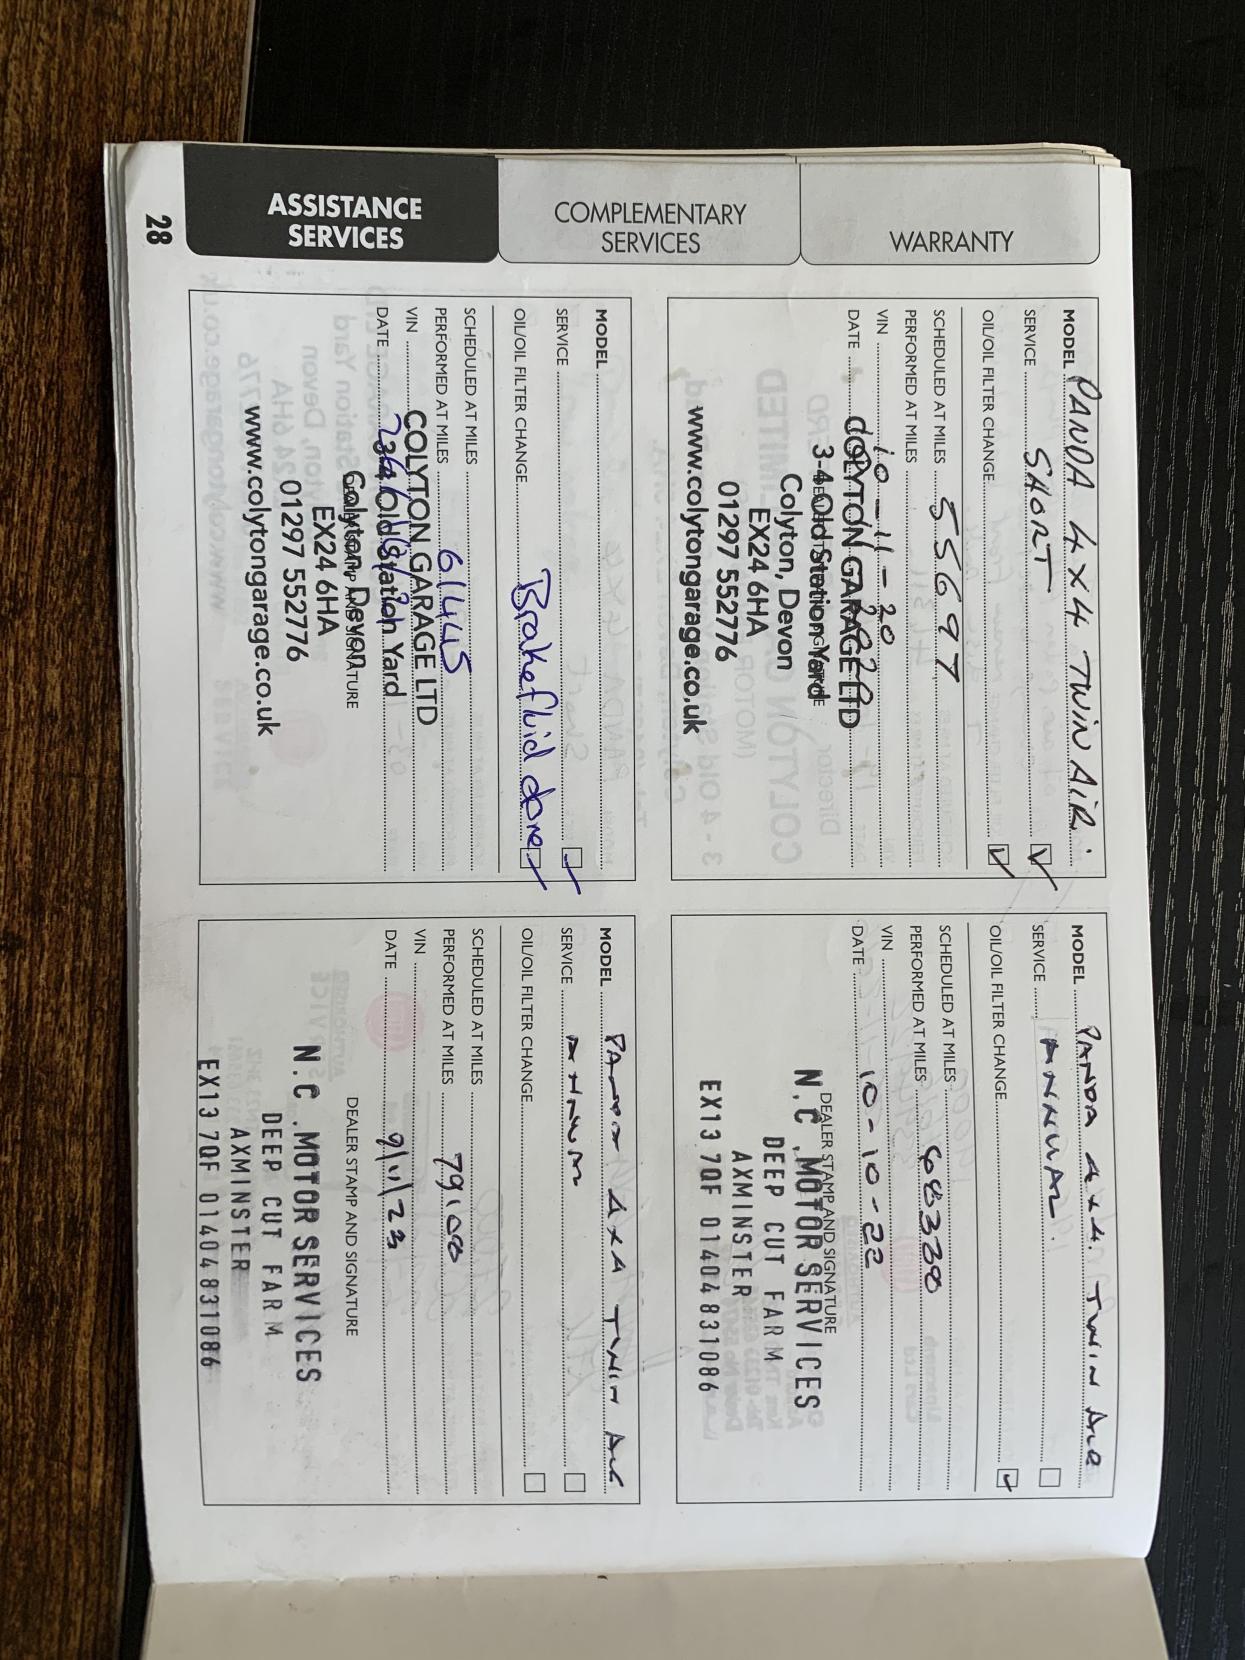 WARRANTY
COMPLEMENTARY
SERVICES
ASSISTANCE
SERVICES
28
MODEL PANDA 4x4 TWIN AIR.
SERVICE SHORT
OIL/OIL FILTER CHANGE
SCHEDULED AT MILES 55697
PERFORMED AT MILES
VIN 10-11-20
DATE
COLYTON GARAGE LTD
3-4 Old Station Yard
Colyton, Devon
EX24 6HA
01297 552776
www.colytongarage.co.uk
MODEL PANDA 4x4. TWIN AIR
SERVICE ANNUAL.
OIL/OIL FILTER CHANGE
SCHEDULED AT MILES
PERFORMED AT MILES 68338
VIN
DATE 10-10-22
DEALER STAMP AND SIGNATURE
N.C. MOTOR SERVICES
DEEP CUT FARM
AXMINSTER
EX13 7QF 01404 831086
MODEL
SERVICE
OIL/OIL FILTER CHANGE Brake fluid done
SCHEDULED AT MILES
PERFORMED AT MILES 61445
VIN
DATE
COLYTON GARAGE LTD
3-4 Old Station Yard
Colyton, Devon
EX24 6HA
01297 552776
www.colytongarage.co.uk
MODEL PANDA 4x4 TWIN AIR
SERVICE ANNUAL
OIL/OIL FILTER CHANGE
SCHEDULED AT MILES
PERFORMED AT MILES 79108
VIN
DATE 9/11/23
DEALER STAMP AND SIGNATURE
N.C. MOTOR SERVICES
DEEP CUT FARM
AXMINSTER
EX13 7QF 01404 831086